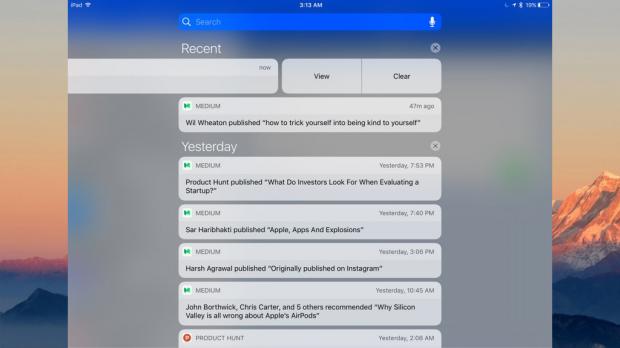 iPad 3:13 AM 19%
Search
Recent
now View Clear
MEDIUM 47m ago
Wil Wheaton published “how to trick yourself into being kind to yourself”
Yesterday
MEDIUM Yesterday, 7:53 PM
Product Hunt published “What Do Investors Look For When Evaluating a
Startup?”
MEDIUM Yesterday, 7:40 PM
Sar Haribhakti published “Apple, Apps And Explosions”
MEDIUM Yesterday, 3:06 PM
Harsh Agrawal published “Originally published on Instagram”
MEDIUM Yesterday, 10:45 AM
John Borthwick, Chris Carter, and 5 others recommended “Why Silicon
Valley is all wrong about Apple’s AirPods”
PRODUCT HUNT Yesterday, 2:08 AM